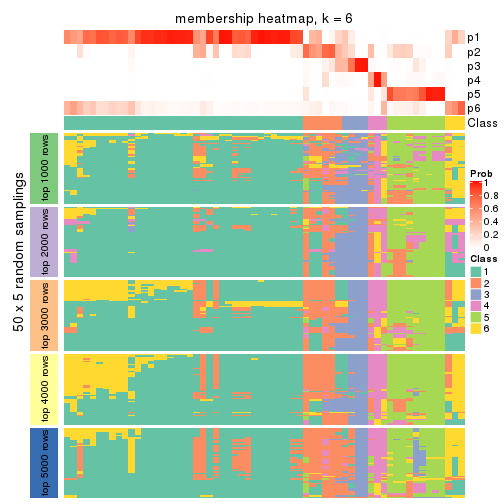 membership heatmap, k = 6
p1
p2
p3
p4
p5
p6
Class
50 x 5 random samplings
top 1000 rows
top 2000 rows
top 3000 rows
top 4000 rows
top 5000 rows
Prob
1
0.8
0.6
0.4
0.2
0
Class
1
2
3
4
5
6